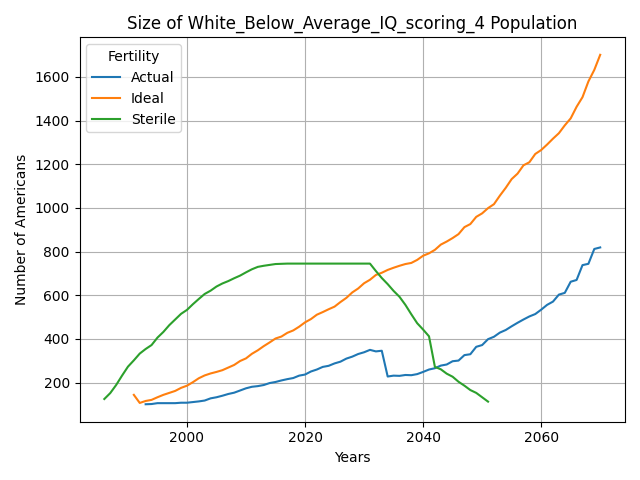 Size of White_Below_Average_IQ_scoring_4 Population
Fertility
Actual
Ideal
Sterile
Number of Americans
1600
1400
1200
1000
800
600
400
200
2000
2020
2040
2060
Years